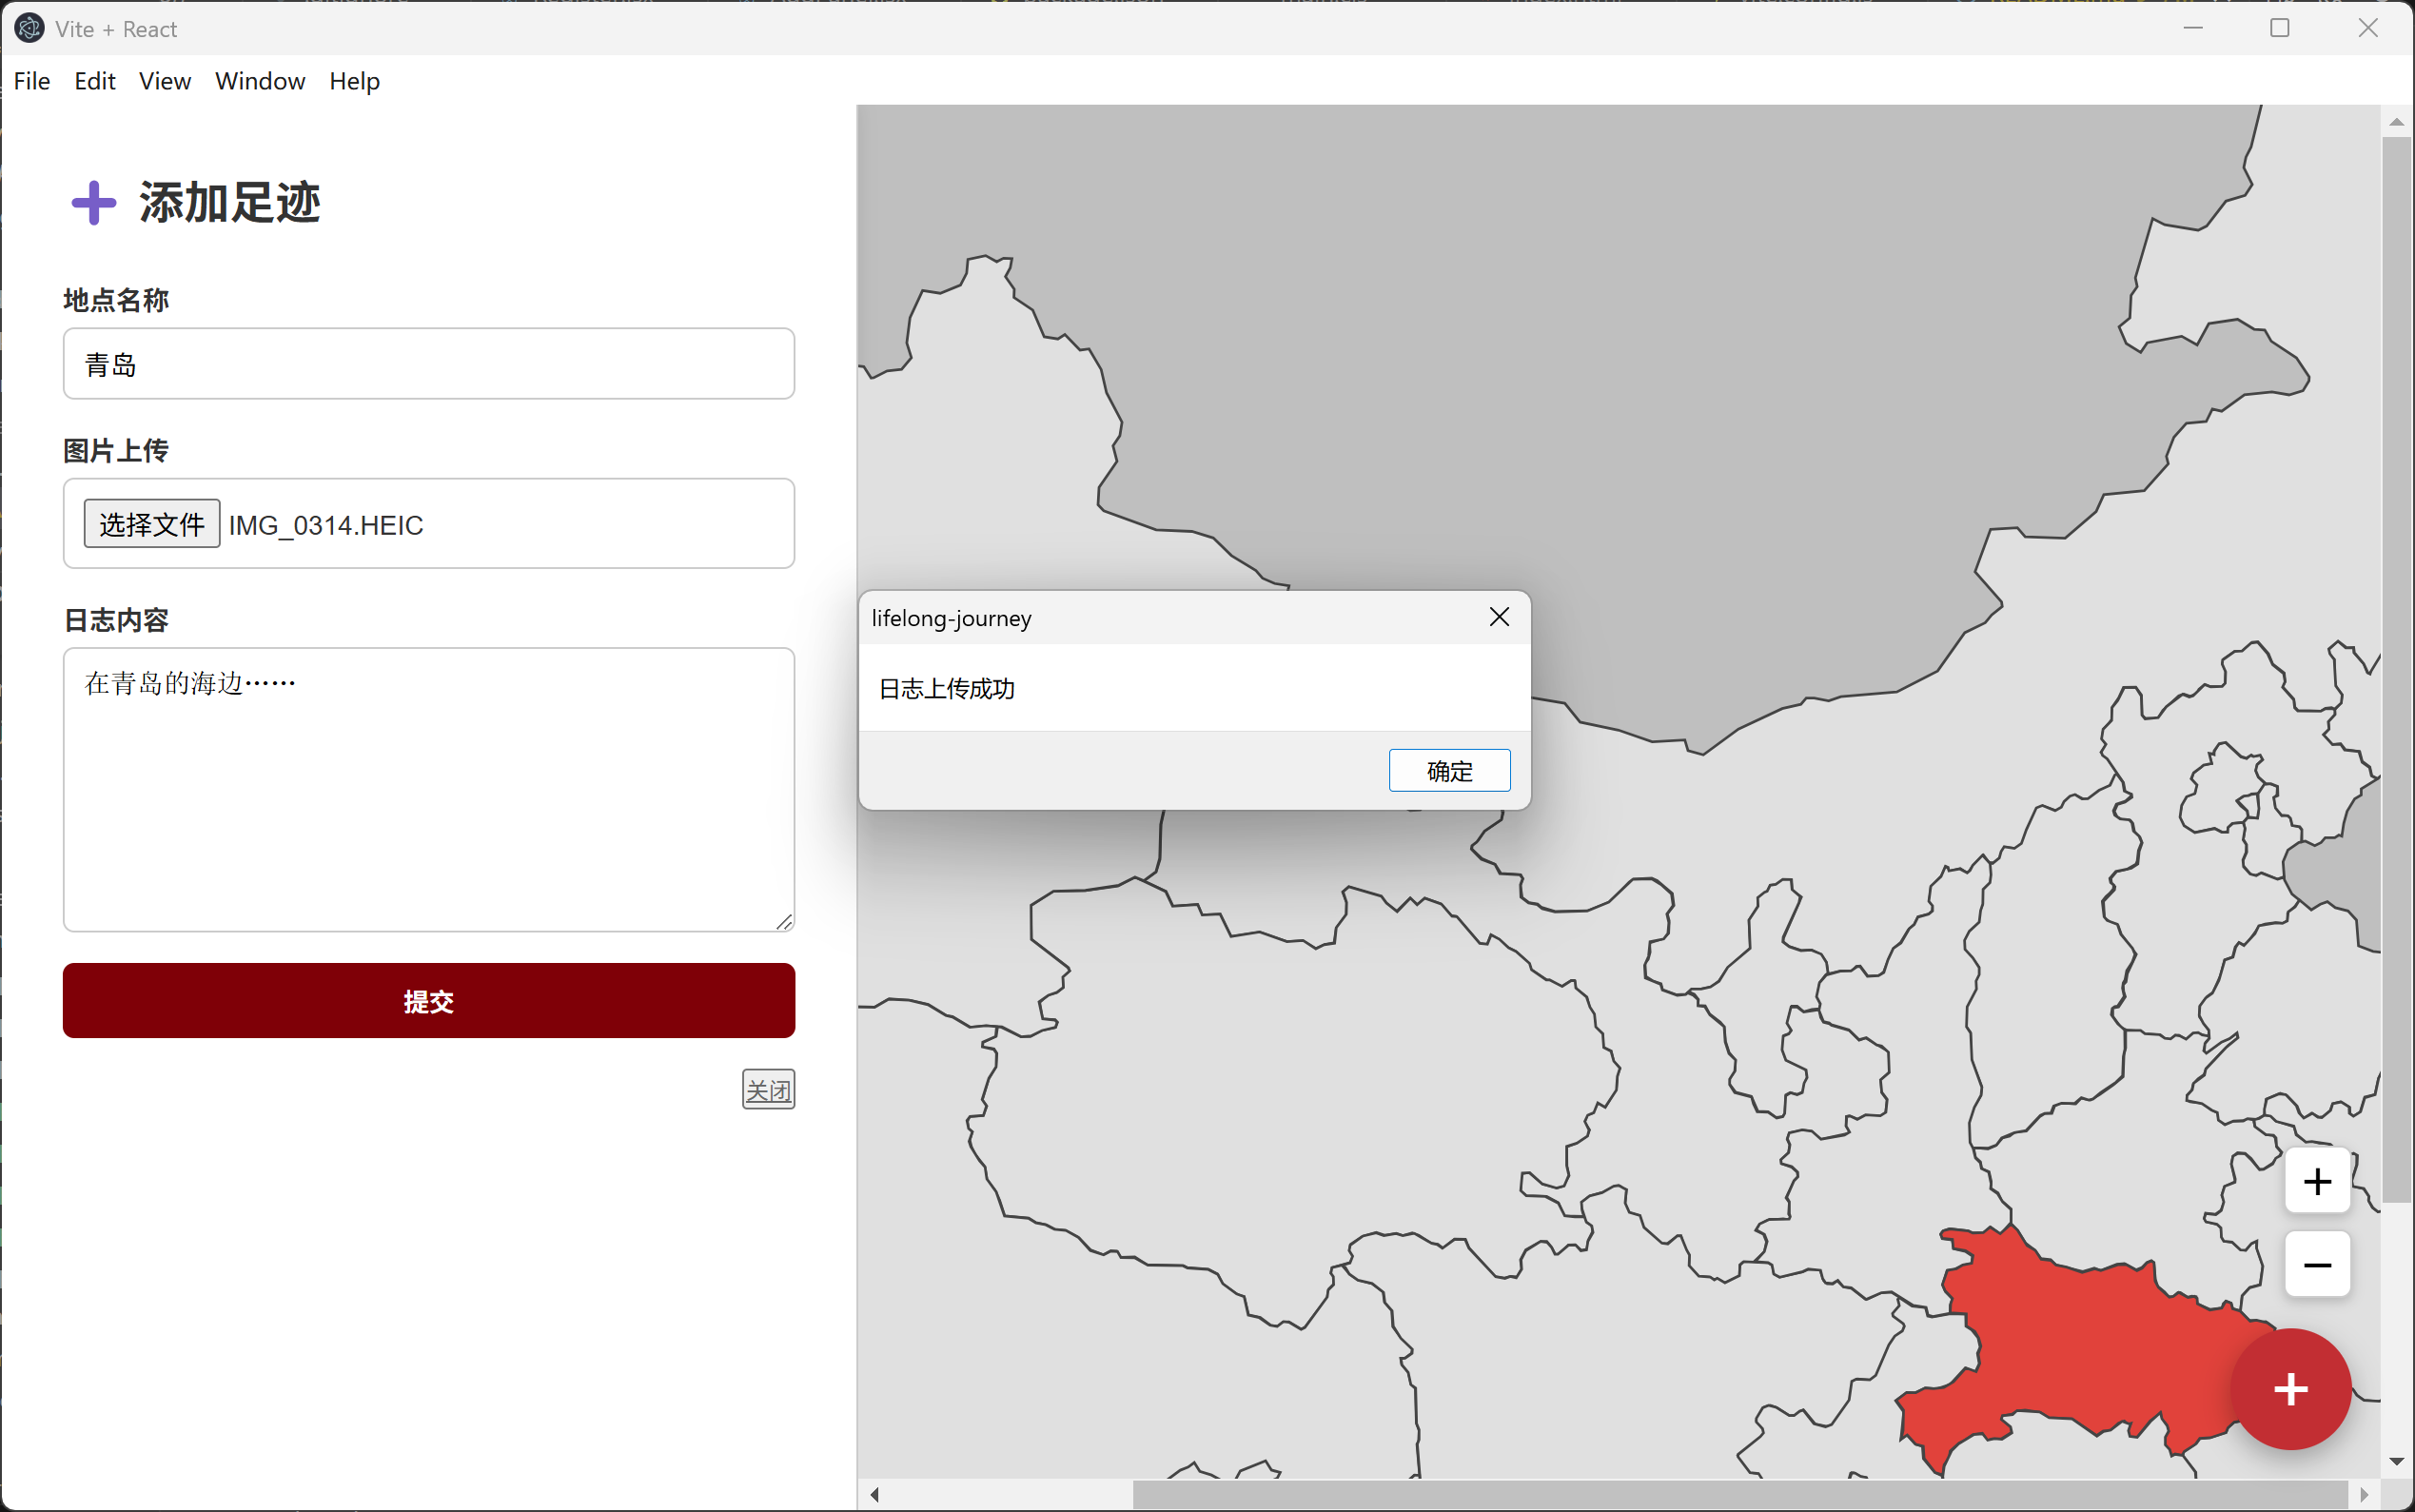 Vite + React
File Edit View Window Help
添加足迹
地点名称
青岛
图片上传
选择文件 IMG_0314.HEIC
日志内容
在青岛的海边……
提交
关闭
lifelong-journey
日志上传成功
确定
+
−
+